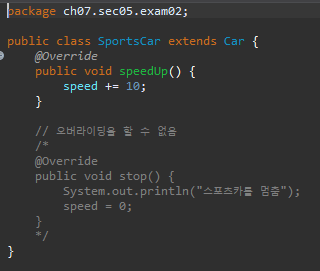 package ch07.sec05.exam02;
public class SportsCar extends Car {
@Override
public void speedUp() {
speed += 10;
}
// 오버라이딩을 할 수 없음
/*
@Override
public void stop() {
System.out.println("스포츠카를 멈춤");
speed = 0;
}
*/
}